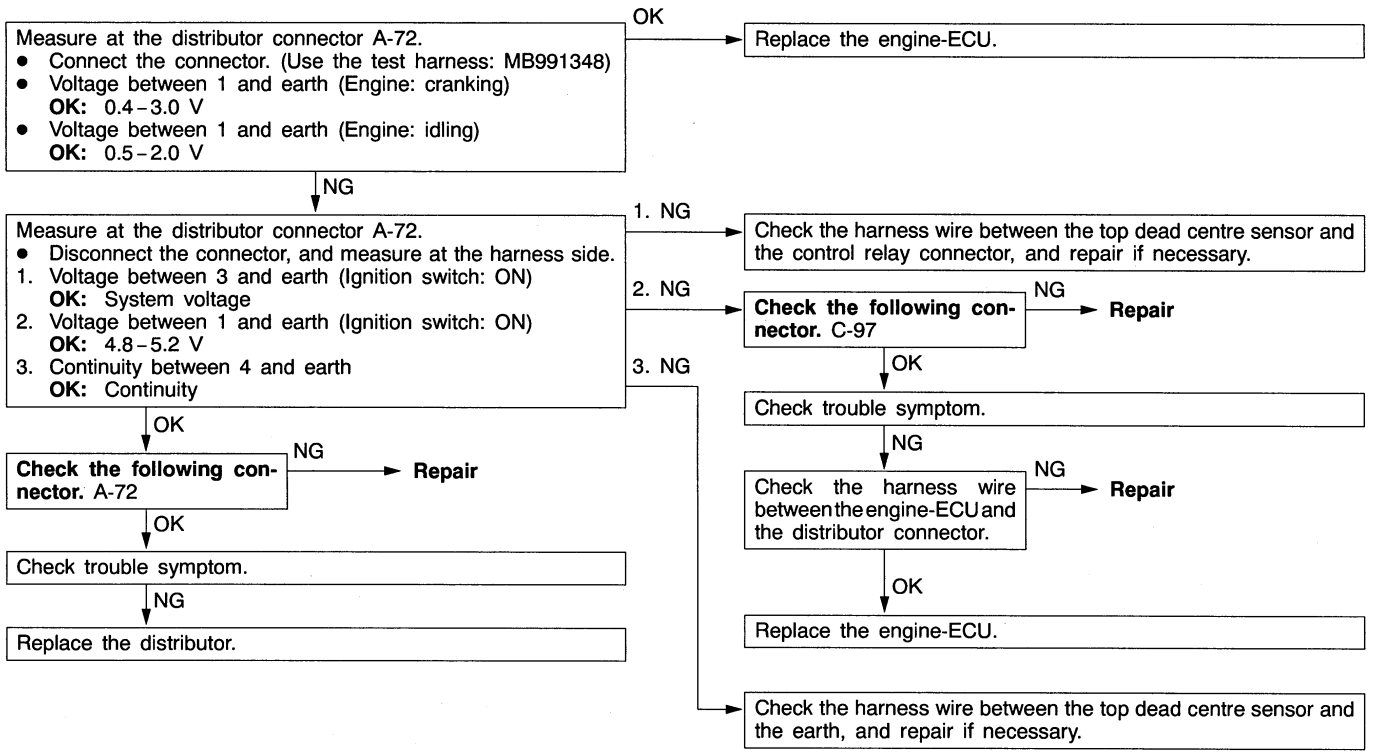 OK
Measure at the distributor connector A-72.
● Connect the connector. (Use the test harness: MB991348)
● Voltage between 1 and earth (Engine: cranking)
OK: 0.4–3.0 V
● Voltage between 1 and earth (Engine: idling)
OK: 0.5–2.0 V
Replace the engine-ECU.
NG
Measure at the distributor connector A-72.
● Disconnect the connector, and measure at the harness side.
1. Voltage between 3 and earth (Ignition switch: ON)
OK: System voltage
2. Voltage between 1 and earth (Ignition switch: ON)
OK: 4.8–5.2 V
3. Continuity between 4 and earth
OK: Continuity
1. NG
Check the harness wire between the top dead centre sensor and
the control relay connector, and repair if necessary.
2. NG
Check the following con-
nector. C-97
NG
Repair
OK
Check trouble symptom.
NG
Check the harness wire
between the engine-ECU and
the distributor connector.
NG
Repair
OK
Replace the engine-ECU.
3. NG
Check the harness wire between the top dead centre sensor and
the earth, and repair if necessary.
OK
Check the following con-
nector. A-72
NG
Repair
OK
Check trouble symptom.
NG
Replace the distributor.